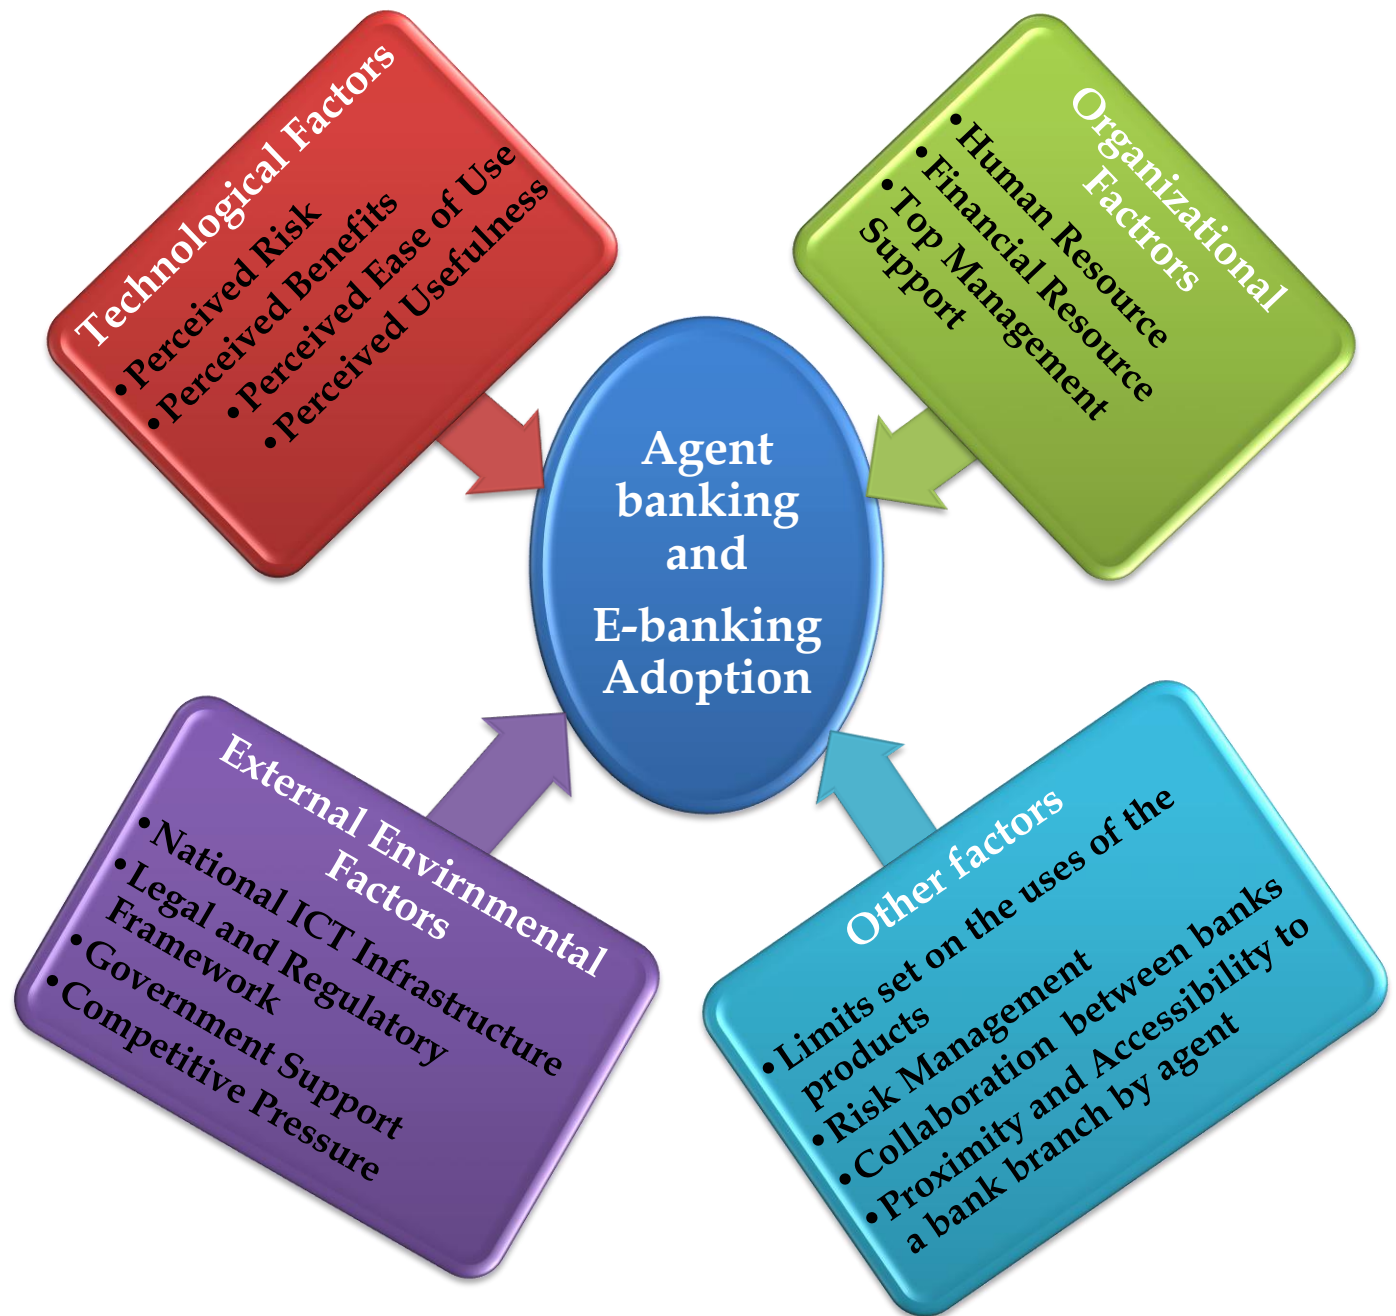 Technological Factors
•Perceived Risk
•Perceived Benefits
•Perceived Ease of Use
•Perceived Usefulness
Organizational
Factrors
•Human Resource
•Financial Resource
•Top Management
Support
Agent
banking
and
E-banking
Adoption
External Envirnmental
Factors
•National ICT Infrastructure
•Legal and Regulatory
Framework
•Government Support
•Competitive Pressure
Other factors
•Limits set on the uses of the
products
•Risk Management
•Collaboration between banks
•Proximity and Accessibility to
a bank branch by agent